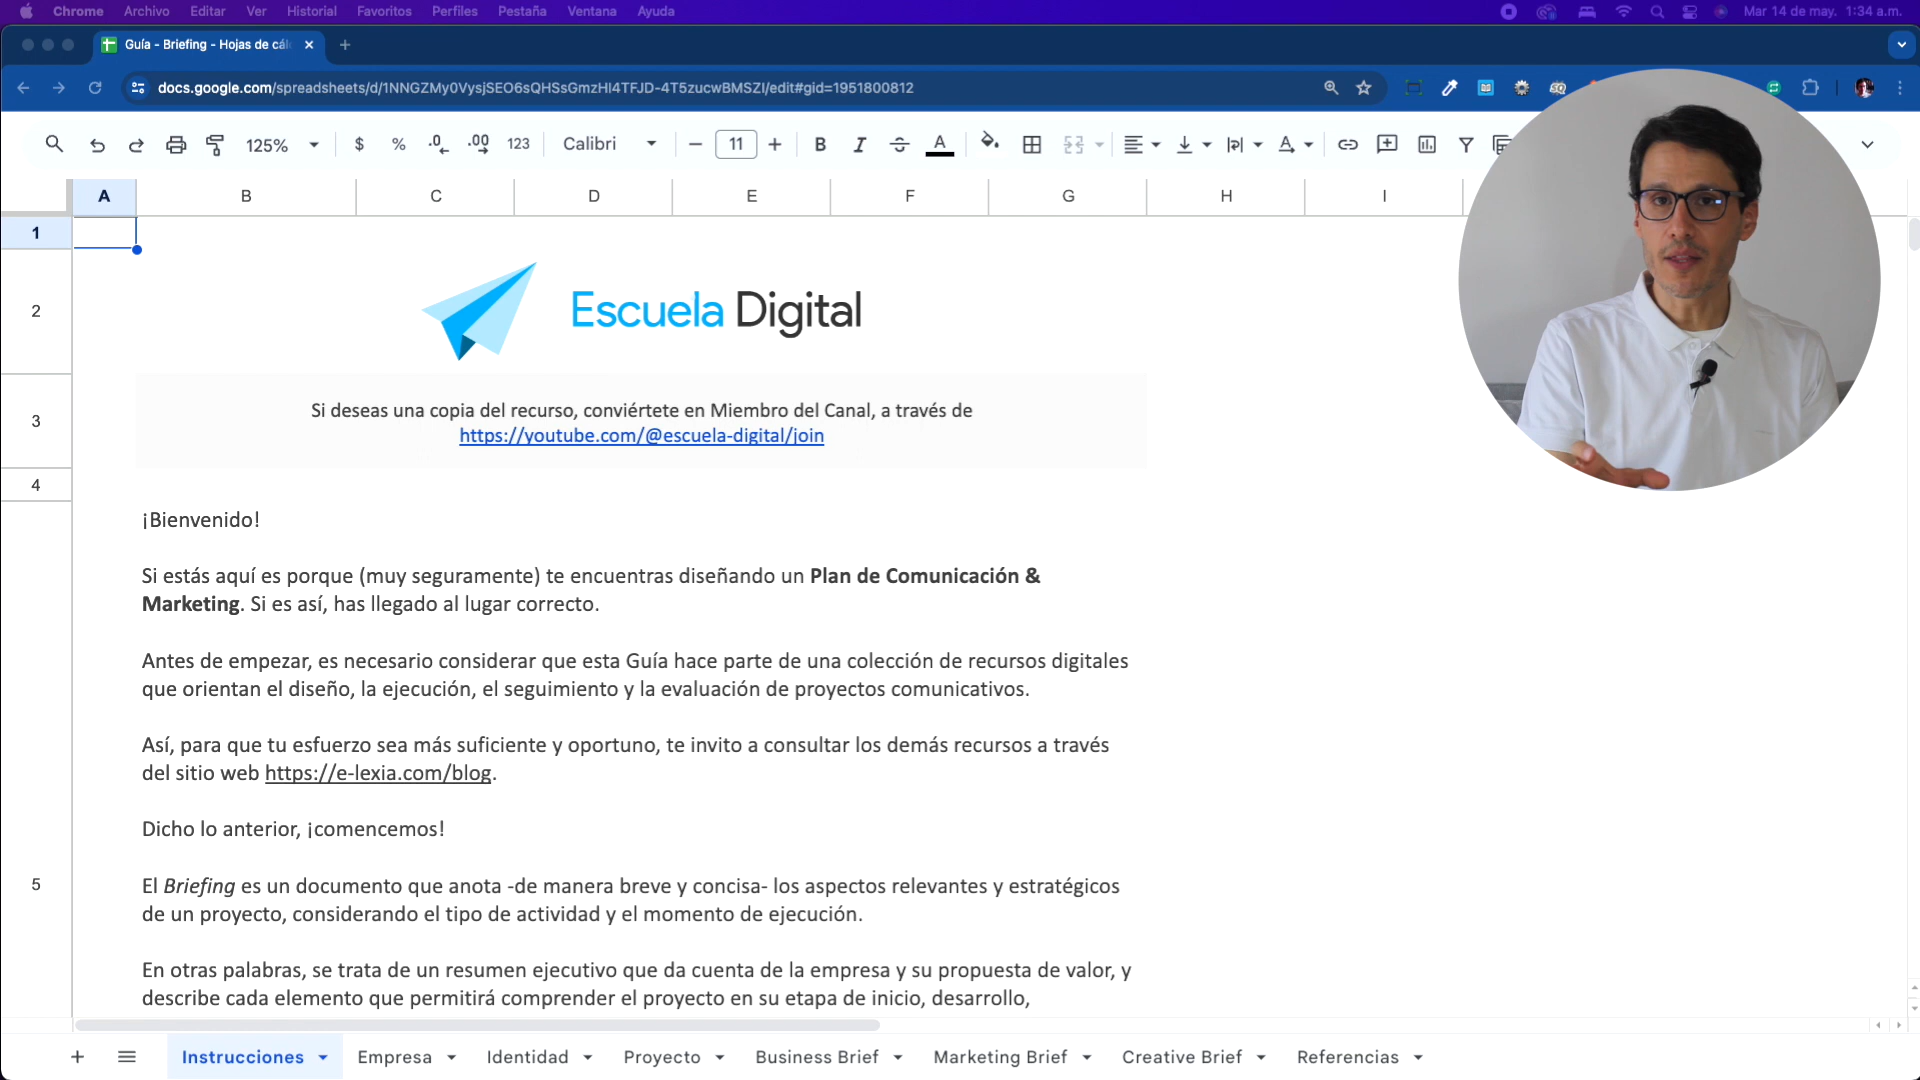 Chrome Archivo Editar Ver Historial Favoritos Perfiles Pestaña Ventana Ayuda Mar 14 de may. 1:34 a.m.
Guía - Briefing - Hojas de cál
docs.google.com/spreadsheets/d/1NNGZMy0VysjSEO6sQHSsGmzHI4TFJD-4T5zucwBMSZI/edit#gid=1951800812
125% $ % .0 .00 123 Calibri 11 B I A
A B C D E F G H I
1
2
Escuela Digital
3
Si deseas una copia del recurso, conviértete en Miembro del Canal, a través de
https://youtube.com/@escuela-digital/join
4
¡Bienvenido!
Si estás aquí es porque (muy seguramente) te encuentras diseñando un Plan de Comunicación &
Marketing. Si es así, has llegado al lugar correcto.
Antes de empezar, es necesario considerar que esta Guía hace parte de una colección de recursos digitales
que orientan el diseño, la ejecución, el seguimiento y la evaluación de proyectos comunicativos.
Así, para que tu esfuerzo sea más suficiente y oportuno, te invito a consultar los demás recursos a través
del sitio web https://e-lexia.com/blog.
Dicho lo anterior, ¡comencemos!
5
El Briefing es un documento que anota -de manera breve y concisa- los aspectos relevantes y estratégicos
de un proyecto, considerando el tipo de actividad y el momento de ejecución.
En otras palabras, se trata de un resumen ejecutivo que da cuenta de la empresa y su propuesta de valor, y
describe cada elemento que permitirá comprender el proyecto en su etapa de inicio, desarrollo,
Instrucciones Empresa Identidad Proyecto Business Brief Marketing Brief Creative Brief Referencias